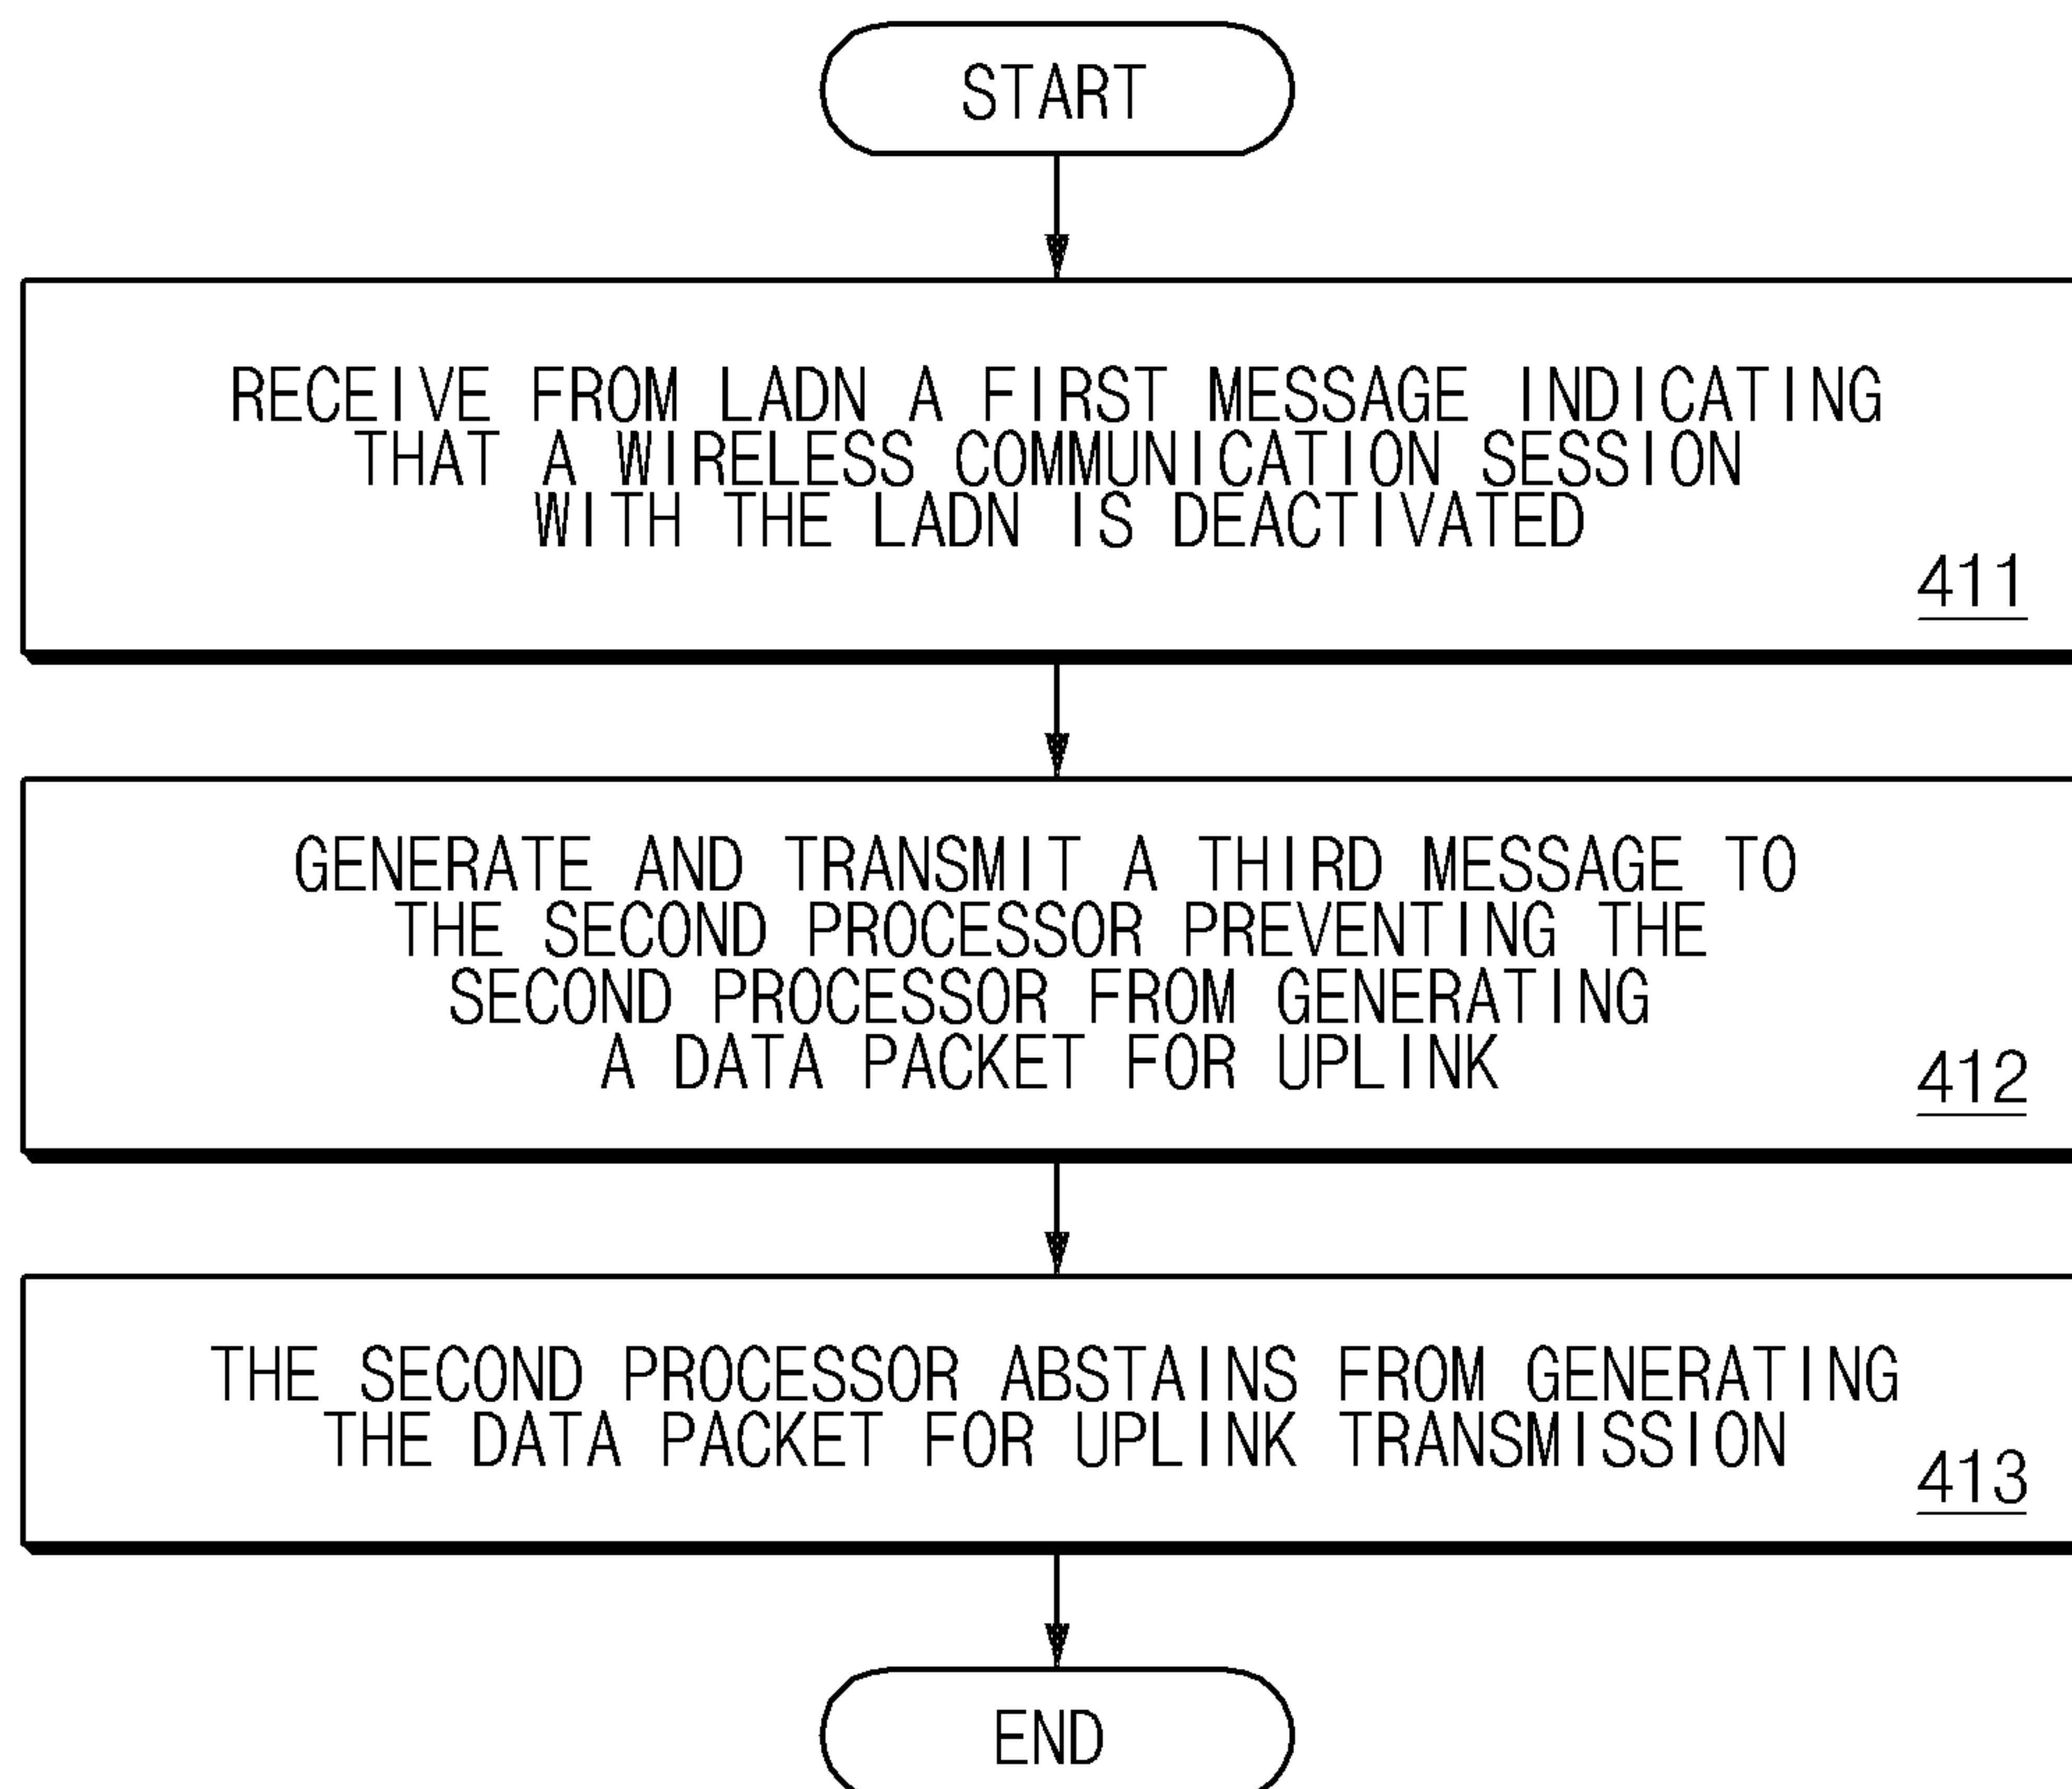 START
RECEIVE FROM LADN A FIRST MESSAGE INDICATING
THAT A WIRELESS COMMUNICATION SESSION
WITH THE LADN IS DEACTIVATED
411
GENERATE AND TRANSMIT A THIRD MESSAGE TO
THE SECOND PROCESSOR PREVENTING THE
SECOND PROCESSOR FROM GENERATING
A DATA PACKET FOR UPLINK
412
THE SECOND PROCESSOR ABSTAINS FROM GENERATING
THE DATA PACKET FOR UPLINK TRANSMISSION
413
END